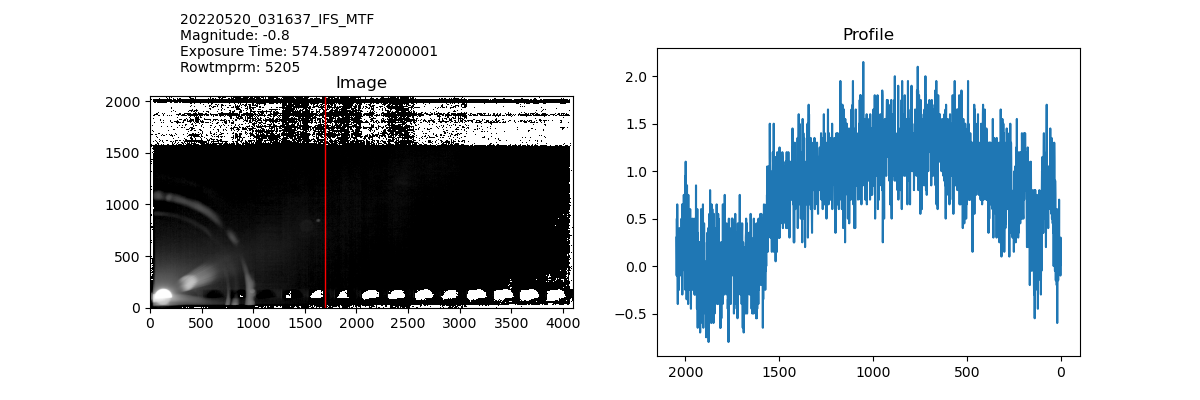 20220520_031637_IFS_MTF
Magnitude: -0.8
Exposure Time: 574.5897472000001
Rowtmprm: 5205
Image
2000
1500
1000
500
0
0 500 1000 1500 2000 2500 3000 3500 4000
Profile
2.0
1.5
1.0
0.5
0.0
−0.5
2000 1500 1000 500 0